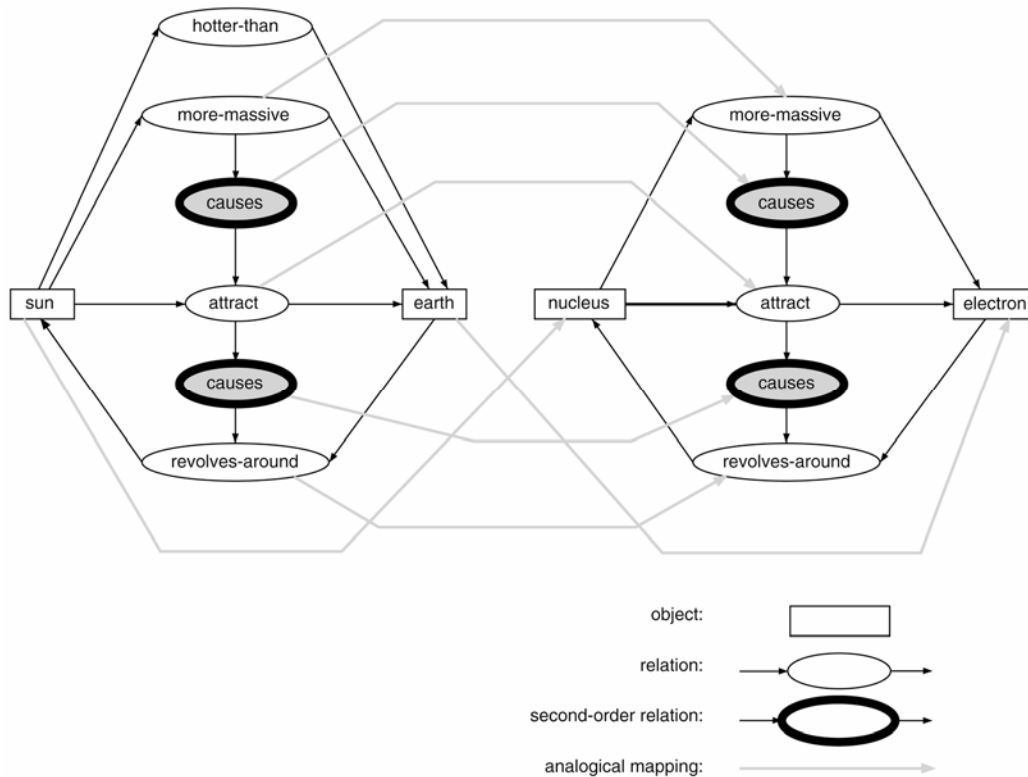 hotter-than
more-massive
more-massive
causes
causes
sun
attract
earth
nucleus
attract
electron
causes
causes
revolves-around
revolves-around
object:
relation:
second-order relation:
analogical mapping: